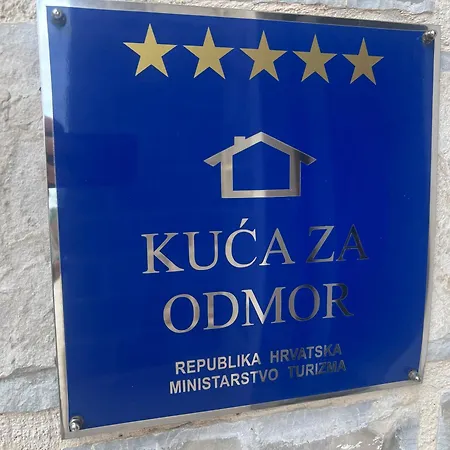 KUĆA ZA
ODMOR
REPUBLIKA HRVATSKA
MINISTARSTVO TURIZMA